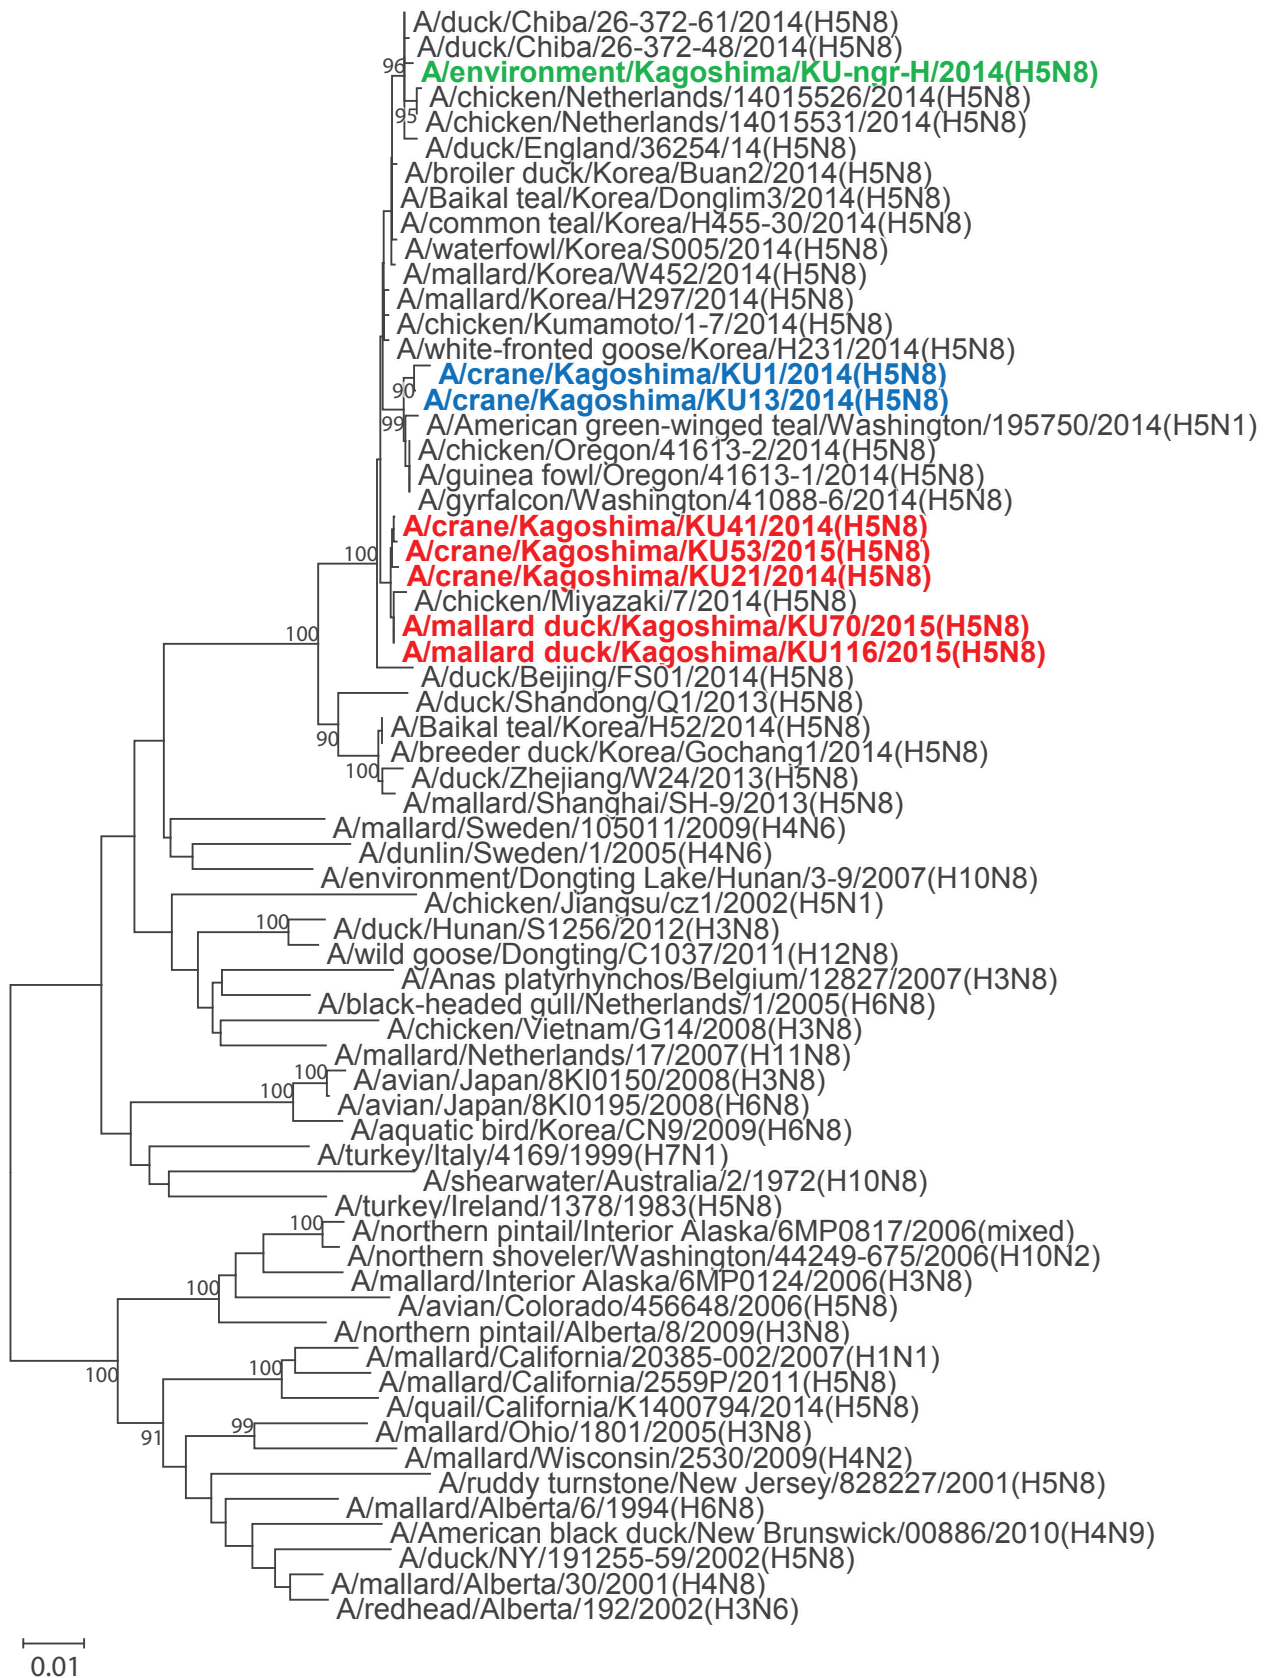 A/duck/Chiba/26-372-61/2014(H5N8)
A/duck/Chiba/26-372-48/2014(H5N8)
96
A/environment/Kagoshima/KU-ngr-H/2014(H5N8)
A/chicken/Netherlands/14015526/2014(H5N8)
95
A/chicken/Netherlands/14015531/2014(H5N8)
A/duck/England/36254/14(H5N8)
A/broiler duck/Korea/Buan2/2014(H5N8)
A/Baikal teal/Korea/Donglim3/2014(H5N8)
A/common teal/Korea/H455-30/2014(H5N8)
A/waterfowl/Korea/S005/2014(H5N8)
A/mallard/Korea/W452/2014(H5N8)
A/mallard/Korea/H297/2014(H5N8)
A/chicken/Kumamoto/1-7/2014(H5N8)
A/white-fronted goose/Korea/H231/2014(H5N8)
A/crane/Kagoshima/KU1/2014(H5N8)
90
A/crane/Kagoshima/KU13/2014(H5N8)
99
A/American green-winged teal/Washington/195750/2014(H5N1)
A/chicken/Oregon/41613-2/2014(H5N8)
A/guinea fowl/Oregon/41613-1/2014(H5N8)
A/gyrfalcon/Washington/41088-6/2014(H5N8)
A/crane/Kagoshima/KU41/2014(H5N8)
100
A/crane/Kagoshima/KU53/2015(H5N8)
A/crane/Kagoshima/KU21/2014(H5N8)
A/chicken/Miyazaki/7/2014(H5N8)
100
A/mallard duck/Kagoshima/KU70/2015(H5N8)
A/mallard duck/Kagoshima/KU116/2015(H5N8)
A/duck/Beijing/FS01/2014(H5N8)
A/duck/Shandong/Q1/2013(H5N8)
A/Baikal teal/Korea/H52/2014(H5N8)
90
A/breeder duck/Korea/Gochang1/2014(H5N8)
100
A/duck/Zhejiang/W24/2013(H5N8)
A/mallard/Shanghai/SH-9/2013(H5N8)
A/mallard/Sweden/105011/2009(H4N6)
A/dunlin/Sweden/1/2005(H4N6)
A/environment/Dongting Lake/Hunan/3-9/2007(H10N8)
A/chicken/Jiangsu/cz1/2002(H5N1)
100
A/duck/Hunan/S1256/2012(H3N8)
A/wild goose/Dongting/C1037/2011(H12N8)
A/Anas platyrhynchos/Belgium/12827/2007(H3N8)
A/black-headed gull/Netherlands/1/2005(H6N8)
A/chicken/Vietnam/G14/2008(H3N8)
A/mallard/Netherlands/17/2007(H11N8)
100
A/avian/Japan/8KI0150/2008(H3N8)
100
A/avian/Japan/8KI0195/2008(H6N8)
A/aquatic bird/Korea/CN9/2009(H6N8)
A/turkey/Italy/4169/1999(H7N1)
A/shearwater/Australia/2/1972(H10N8)
A/turkey/Ireland/1378/1983(H5N8)
100
A/northern pintail/Interior Alaska/6MP0817/2006(mixed)
A/northern shoveler/Washington/44249-675/2006(H10N2)
A/mallard/Interior Alaska/6MP0124/2006(H3N8)
100
A/avian/Colorado/456648/2006(H5N8)
A/northern pintail/Alberta/8/2009(H3N8)
A/mallard/California/20385-002/2007(H1N1)
100
100
A/mallard/California/2559P/2011(H5N8)
A/quail/California/K1400794/2014(H5N8)
99
A/mallard/Ohio/1801/2005(H3N8)
91
A/mallard/Wisconsin/2530/2009(H4N2)
A/ruddy turnstone/New Jersey/828227/2001(H5N8)
A/mallard/Alberta/6/1994(H6N8)
A/American black duck/New Brunswick/00886/2010(H4N9)
A/duck/NY/191255-59/2002(H5N8)
A/mallard/Alberta/30/2001(H4N8)
A/redhead/Alberta/192/2002(H3N6)
0.01